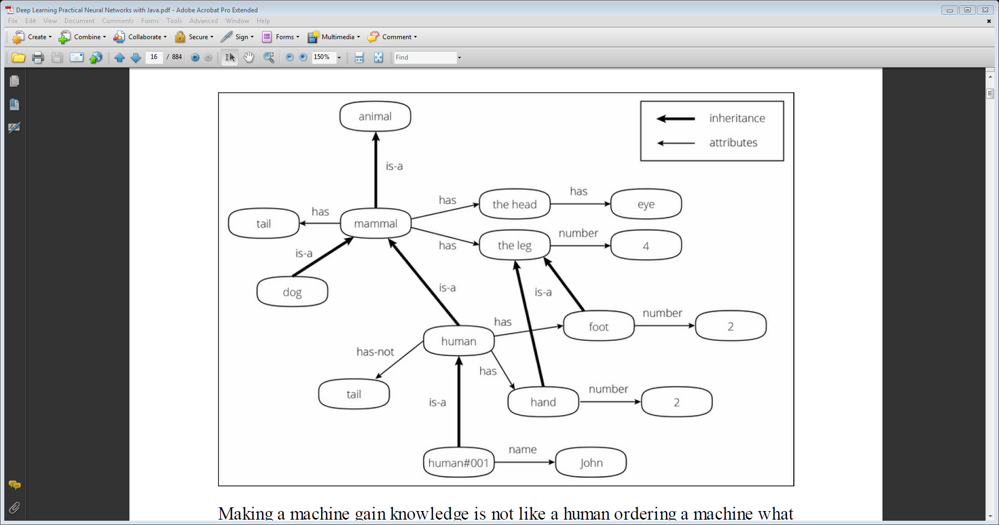 Deep Learning Practical Neural Networks with Java.pdf - Adobe Acrobat Pro Extended
File Edit View Document Comments Forms Tools Advanced Window Help
Create Combine Collaborate Secure Sign Forms Multimedia Comment
16 / 884 150% Find
animal
inheritance
attributes
is-a
has the head has eye
tail has mammal
has the leg number 4
is-a
dog
is-a
is-a
has foot number 2
human
has-not
has
tail
is-a
hand number 2
human#001 name John
Making a machine gain knowledge is not like a human ordering a machine what